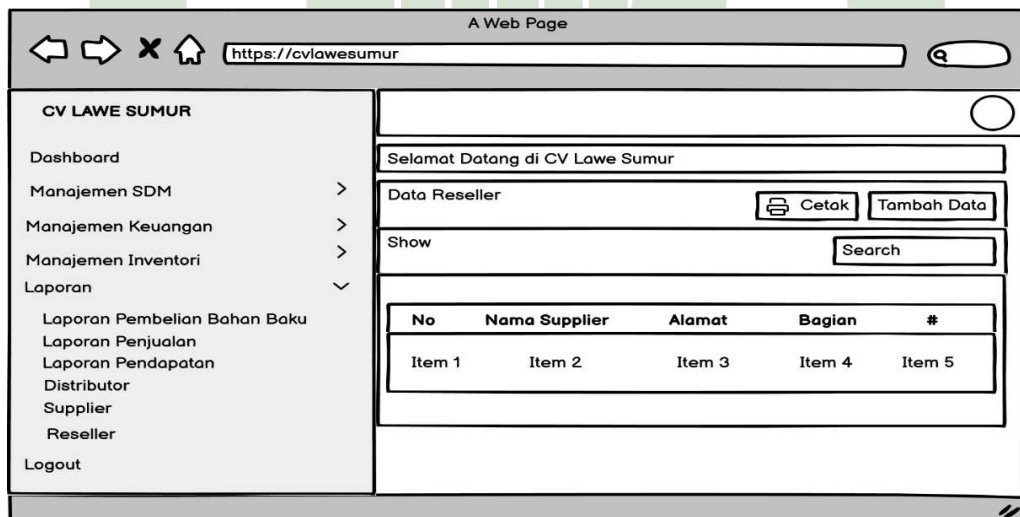 A Web Page
https://cvlawesumur
CV LAWE SUMUR
Dashboard
Manajemen SDM
Manajemen Keuangan
Manajemen Inventori
Laporan
Laporan Pembelian Bahan Baku
Laporan Penjualan
Laporan Pendapatan
Distributor
Supplier
Reseller
Logout
Selamat Datang di CV Lawe Sumur
Data Reseller
Cetak
Tambah Data
Show
Search
No Nama Supplier Alamat Bagian #
Item 1 Item 2 Item 3 Item 4 Item 5